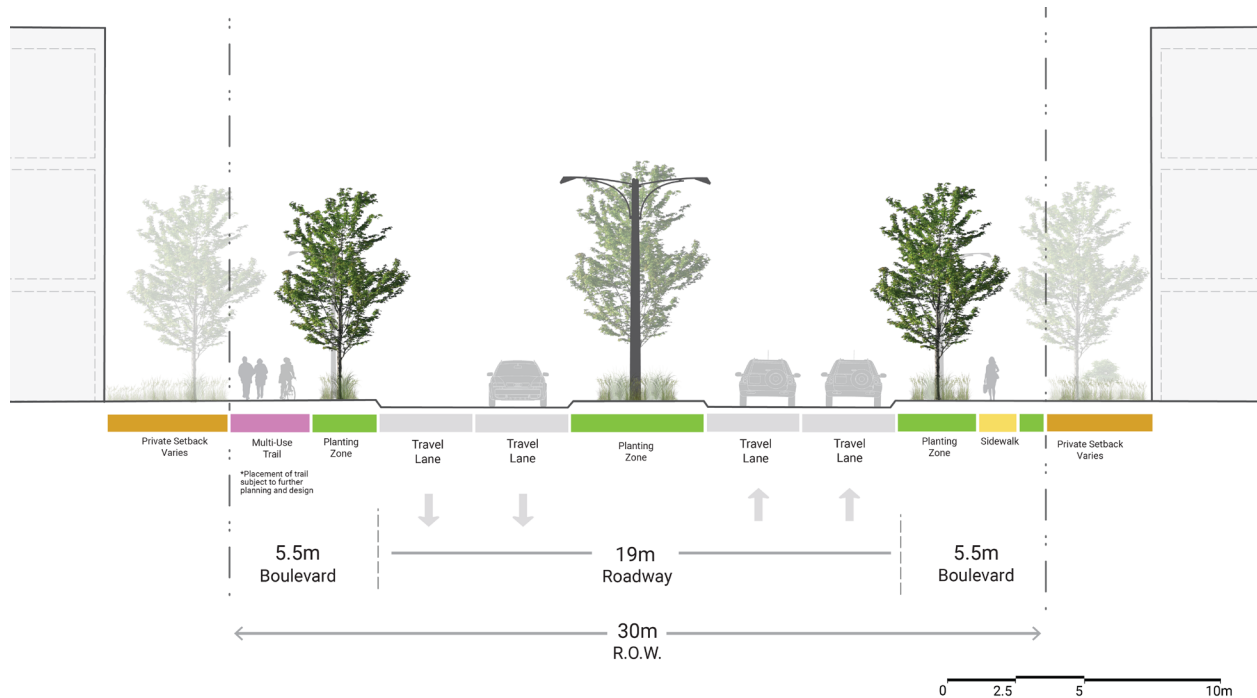 Private Setback
Varies
Multi-Use
Trail
*Placement of trail
subject to further
planning and design
Planting
Zone
Travel
Lane
Travel
Lane
Planting
Zone
Travel
Lane
Travel
Lane
Planting
Zone
Sidewalk
Private Setback
Varies
5.5m
Boulevard
19m
Roadway
5.5m
Boulevard
30m
R.O.W.
0 2.5 5 10m